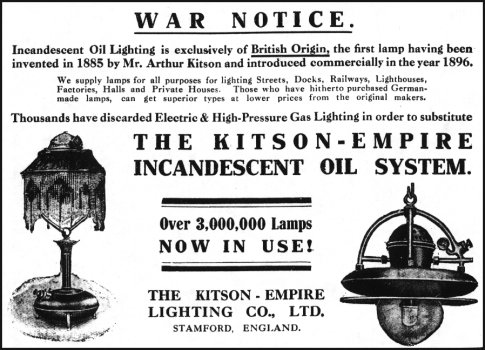 WAR NOTICE.
Incandescent Oil Lighting is exclusively of British Origin, the first lamp having been
invented in 1885 by Mr. Arthur Kitson and introduced commercially in the year 1896.
We supply lamps for all purposes for lighting Streets, Docks, Railways, Lighthouses,
Factories, Halls and Private Houses. Those who have hitherto purchased German-
made lamps, can get superior types at lower prices from the original makers.
Thousands have discarded Electric & High-Pressure Gas Lighting in order to substitute
THE KITSON-EMPIRE
INCANDESCENT OIL SYSTEM.
Over 3,000,000 Lamps
NOW IN USE!
THE KITSON-EMPIRE
LIGHTING CO., LTD.
STAMFORD, ENGLAND.